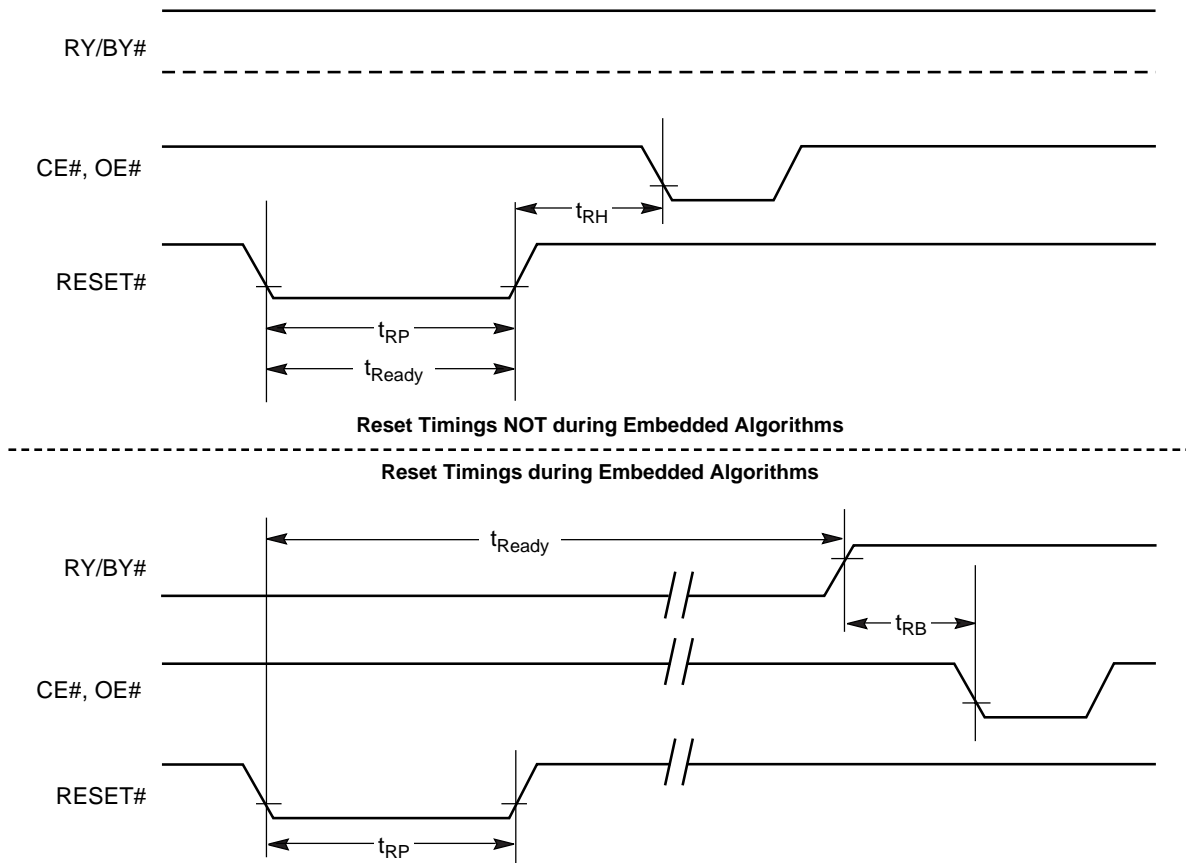 RY/BY#
CE#, OE#
tRH
RESET#
tRP
tReady
Reset Timings NOT during Embedded Algorithms
Reset Timings during Embedded Algorithms
tReady
RY/BY#
tRB
CE#, OE#
RESET#
tRP